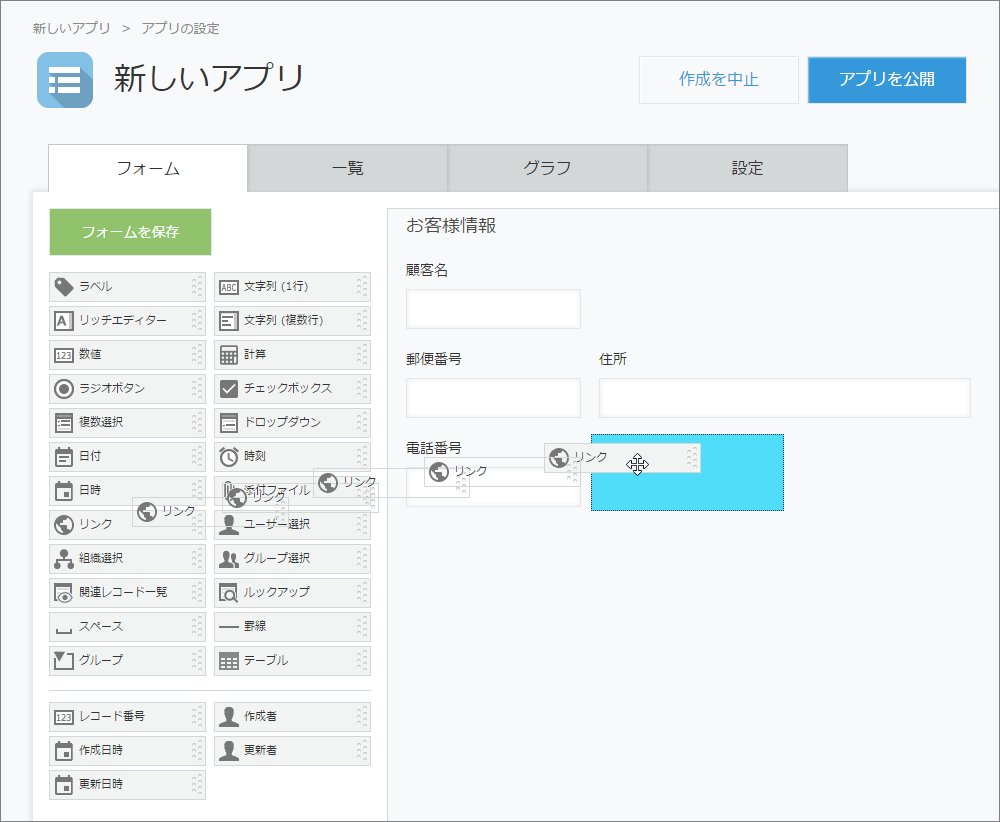 新しいアプリ > アプリの設定
新しいアプリ
作成を中止
アプリを公開
フォーム
一覧
グラフ
設定
フォームを保存
ラベル
文字列 (1行)
リッチエディター
文字列 (複数行)
数値
計算
ラジオボタン
チェックボックス
複数選択
ドロップダウン
日付
時刻
日時
添付ファイル
リンク
ユーザー選択
組織選択
グループ選択
関連レコード一覧
ルックアップ
スペース
罫線
グループ
テーブル
レコード番号
作成者
作成日時
更新者
更新日時
リンク
リンク
リンク
リンク
リンク
お客様情報
顧客名
郵便番号
住所
電話番号